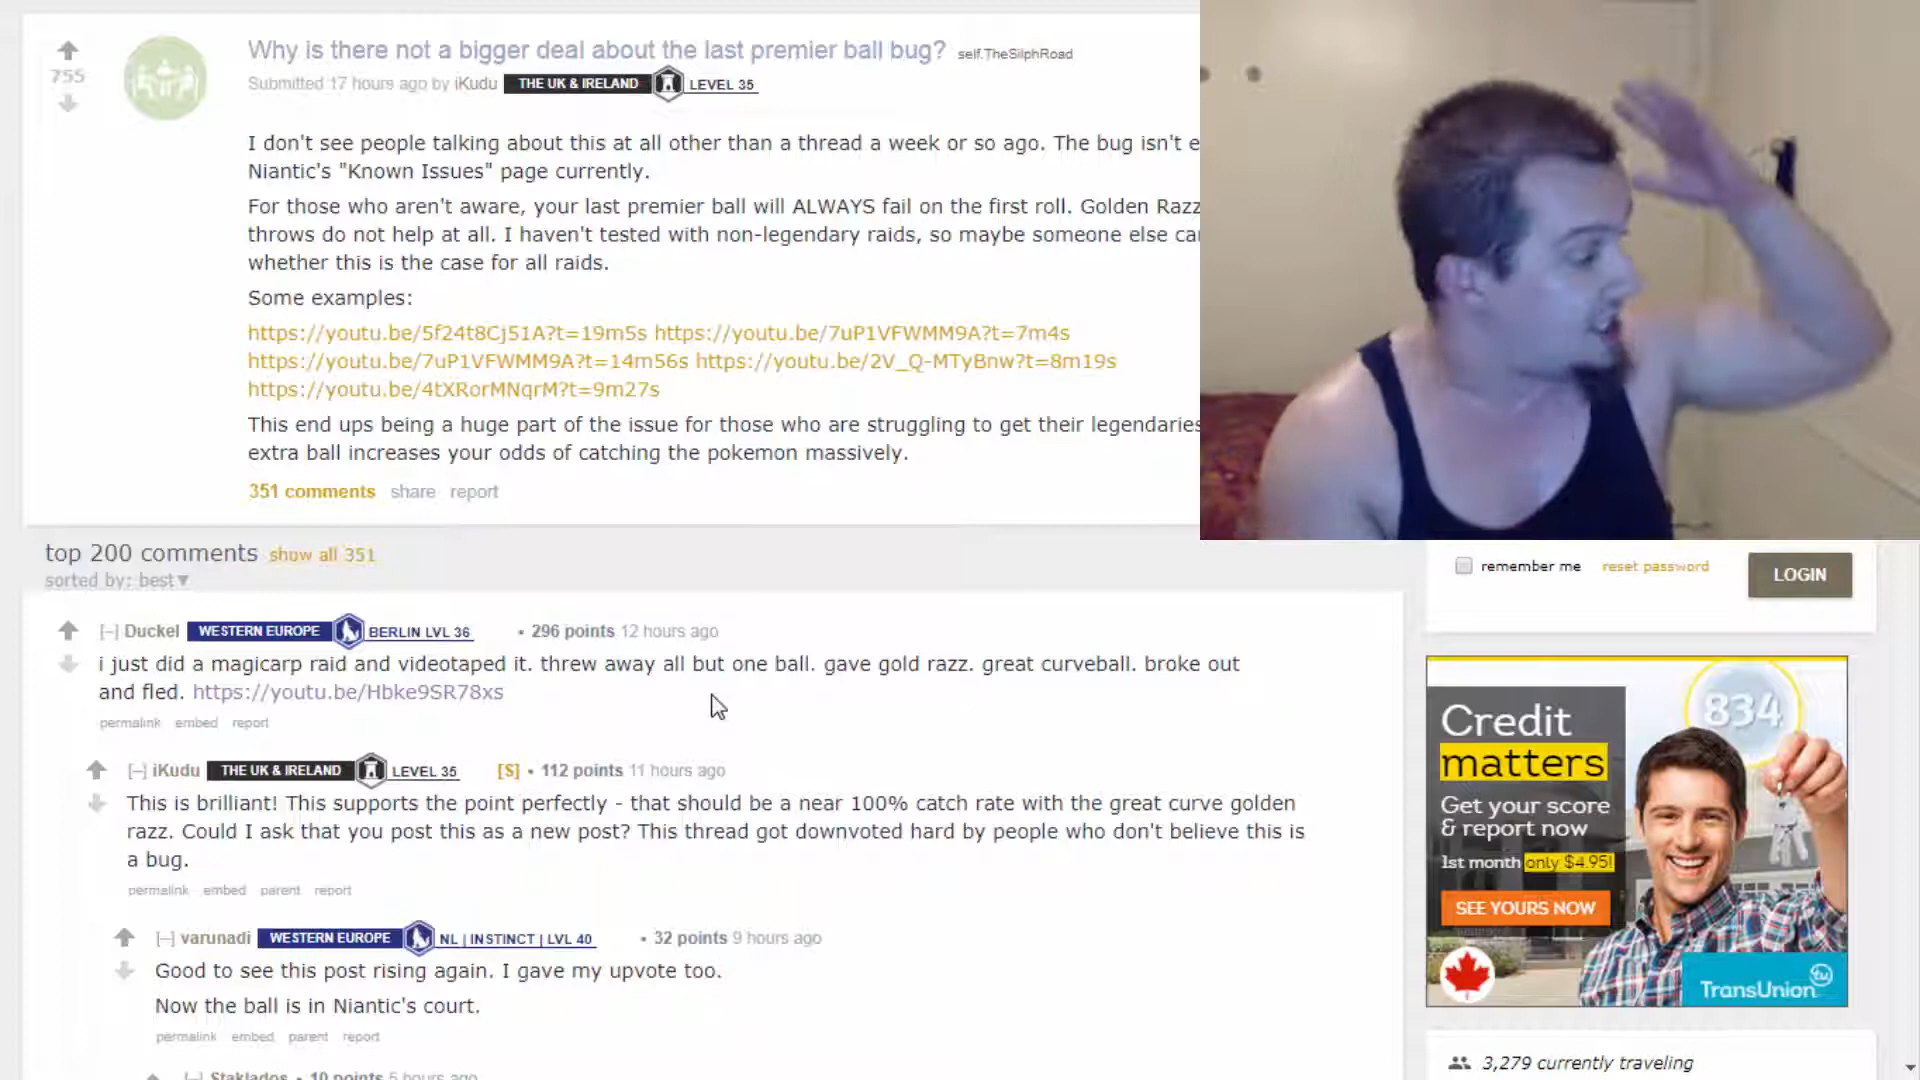 Why is there not a bigger deal about the last premier ball bug? self.TheSilphRoad
755
Submitted 17 hours ago by iKudu THE UK & IRELAND LEVEL 35
I don't see people talking about this at all other than a thread a week or so ago. The bug isn't e
Niantic's "Known Issues" page currently.
For those who aren't aware, your last premier ball will ALWAYS fail on the first roll. Golden Razz
throws do not help at all. I haven't tested with non-legendary raids, so maybe someone else ca
whether this is the case for all raids.
Some examples:
https://youtu.be/5f24t8Cj51A?t=19m5s https://youtu.be/7uP1VFWMM9A?t=7m4s
https://youtu.be/7uP1VFWMM9A?t=14m56s https://youtu.be/2V_Q-MTyBnw?t=8m19s
https://youtu.be/4tXRorMNqrM?t=9m27s
This end ups being a huge part of the issue for those who are struggling to get their legendaries
extra ball increases your odds of catching the pokemon massively.
351 comments share report
top 200 comments show all 351
sorted by: best▼
remember me reset password LOGIN
[–] Duckel WESTERN EUROPE BERLIN LVL 36 • 296 points 12 hours ago
i just did a magicarp raid and videotaped it. threw away all but one ball. gave gold razz. great curveball. broke out
and fled. https://youtu.be/Hbke9SR78xs
permalink embed report
[–] iKudu THE UK & IRELAND LEVEL 35 [S] • 112 points 11 hours ago
This is brilliant! This supports the point perfectly - that should be a near 100% catch rate with the great curve golden
razz. Could I ask that you post this as a new post? This thread got downvoted hard by people who don't believe this is
a bug.
permalink embed parent report
[–] varunadi WESTERN EUROPE NL | INSTINCT | LVL 40 • 32 points 9 hours ago
Good to see this post rising again. I gave my upvote too.
Now the ball is in Niantic's court.
permalink embed parent report
[–] Staklados • 10 points 5 hours ago
834
Credit
matters
Get your score
& report now
1st month only $4.95!
SEE YOURS NOW
tu
TransUnion
3,279 currently traveling